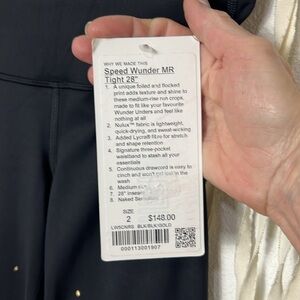 WHY WE MADE THIS
Speed Wunder MR
Tight 28"
1. A unique foiled and flocked
print adds texture and shine to
these medium-rise run crops,
made to fit like your favourite
Wunder Unders and feel like
nothing at all
2. Nulux™ fabric is lightweight,
quick-drying, and sweat-wicking
3. Added Lycra® fibre for stretch
and shape retention
4. Signature three-pocket
waistband to stash all your
essentials
5. Continuous drawcord is easy to
cinch and won't get lost in the
wash
6. Medium
7. 28" inseam
8. Naked Sensation
SIZE
2 $148.00
LW5CNRS BLK/BLK/GOLD
000113001907